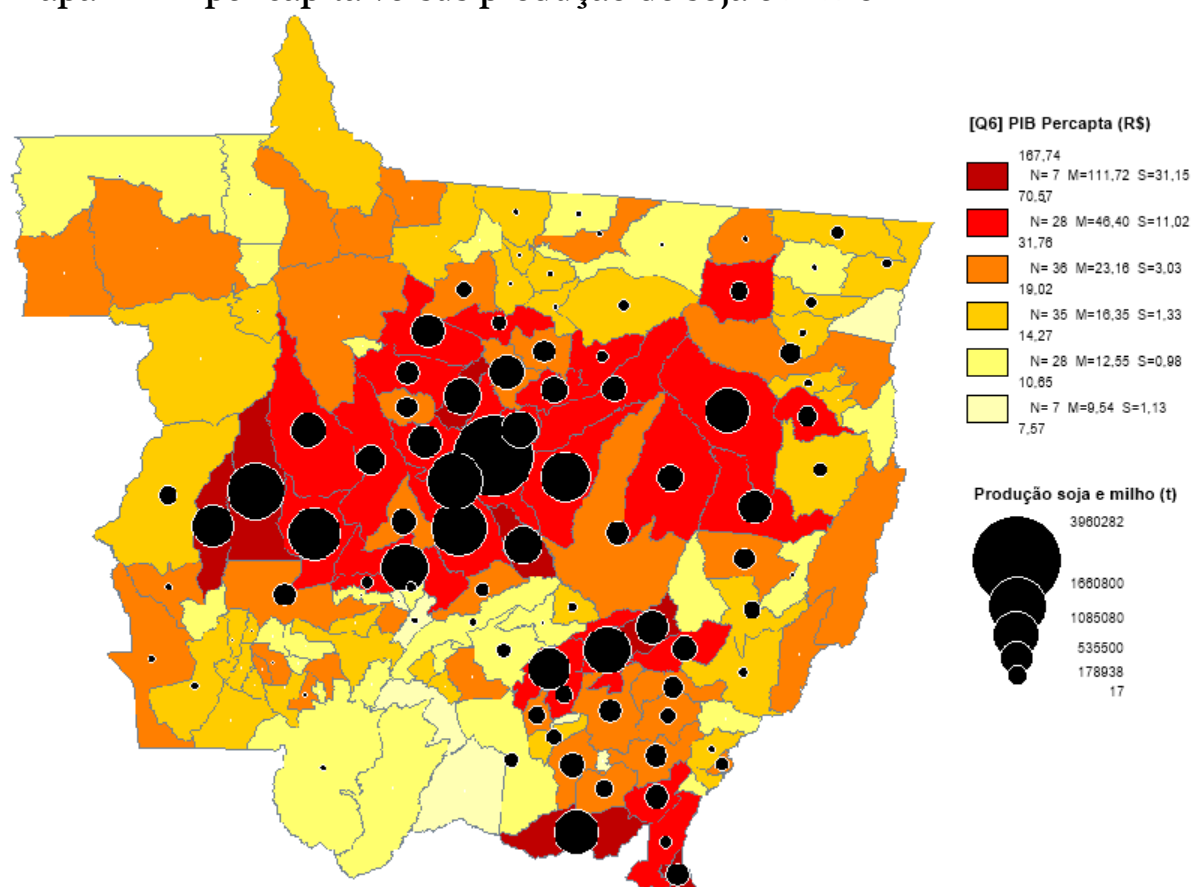 [Q6] PIB Percapta (R$)
167,74
N= 7 M=111,72 S=31,15
70,57
N= 28 M=46,40 S=11,02
31,76
N= 36 M=23,16 S=3,03
19,02
N= 35 M=16,35 S=1,33
14,27
N= 28 M=12,55 S=0,98
10,65
N= 7 M=9,54 S=1,13
7,57
Produção soja e milho (t)
3960282
1660800
1085080
535500
178938
17